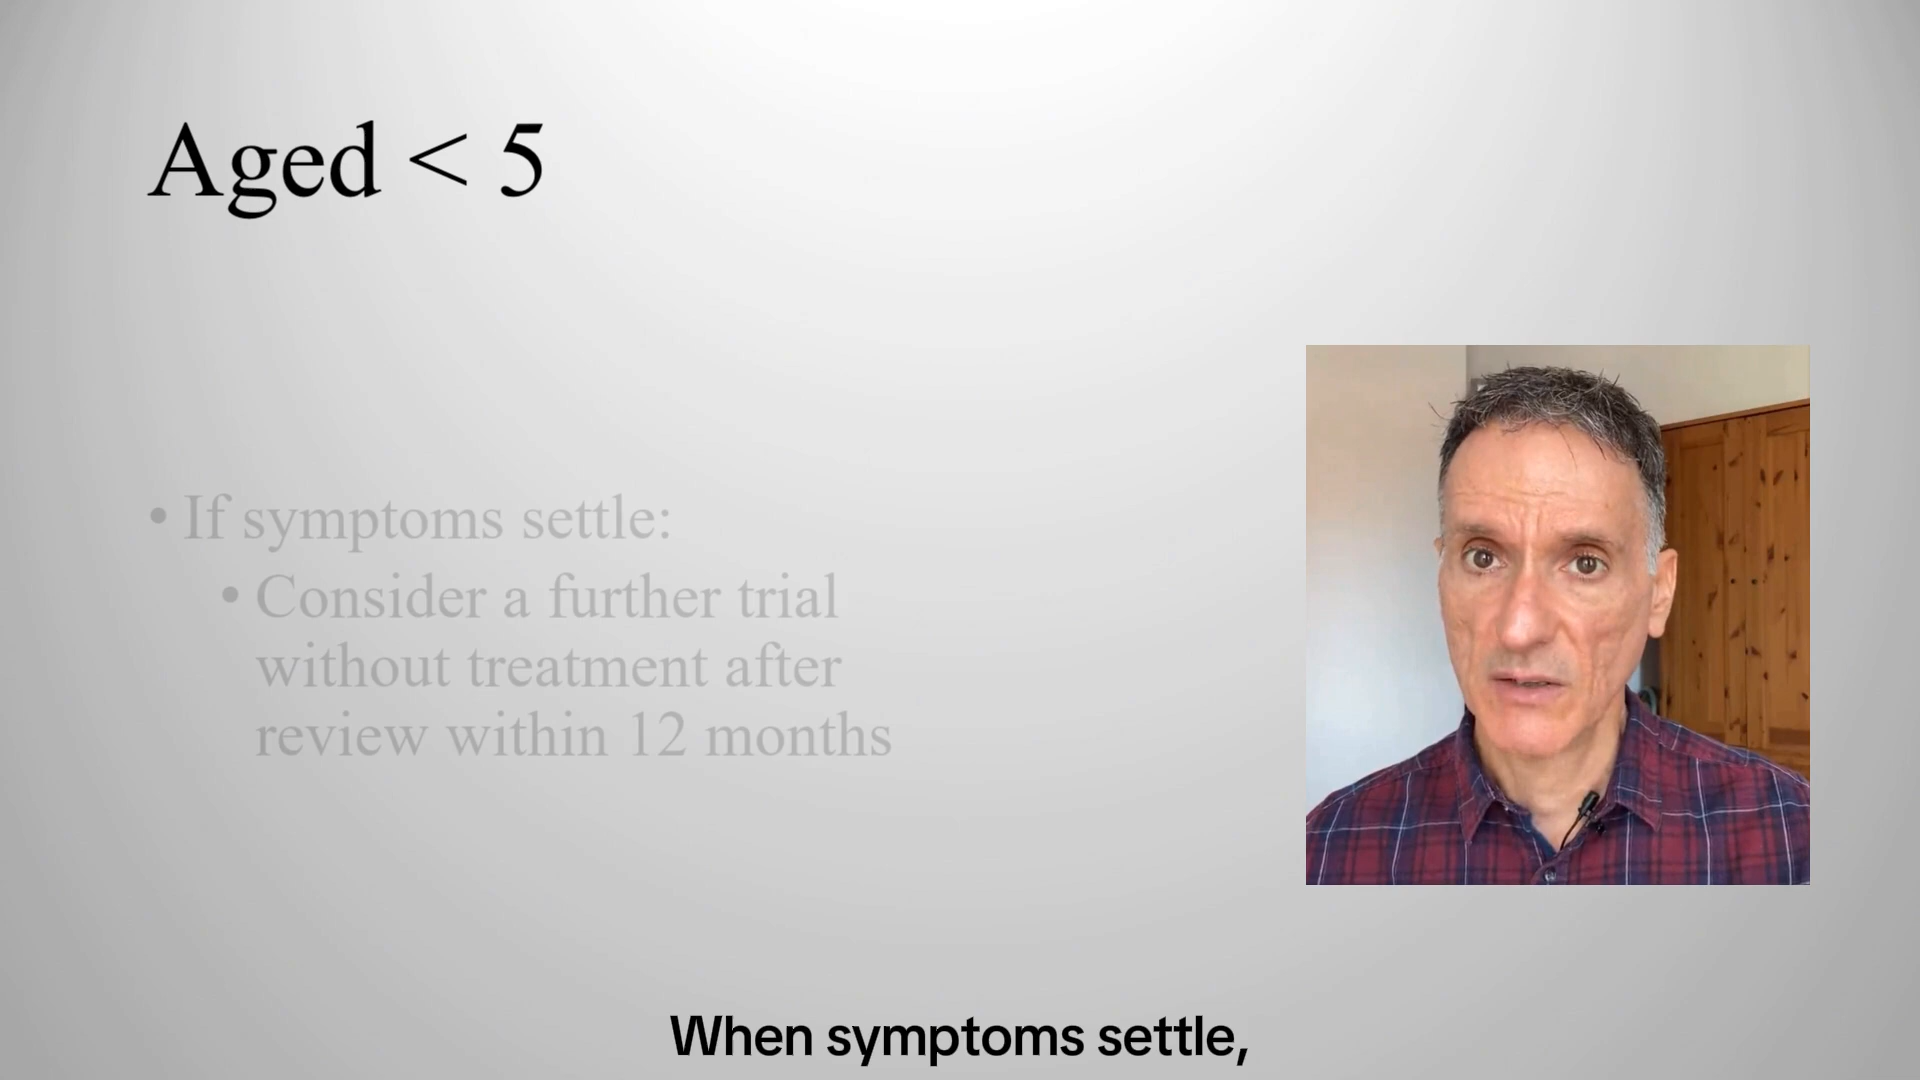 Aged < 5
• If symptoms settle:
• Consider a further trial
without treatment after
review within 12 months
When symptoms settle,